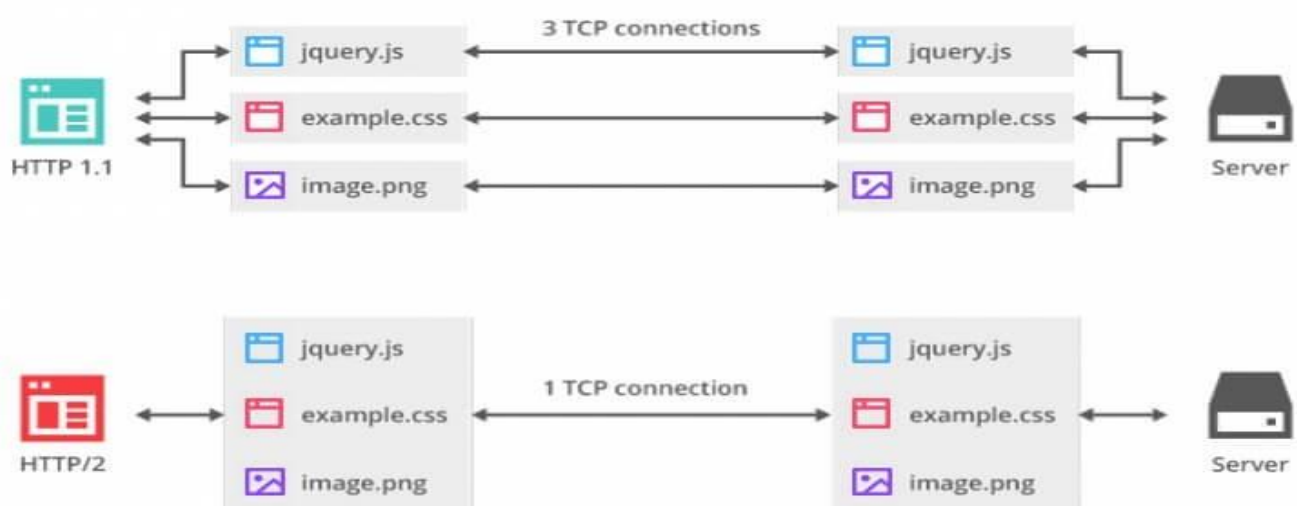 3 TCP connections
jquery.js jquery.js
example.css example.css
HTTP 1.1 Server
image.png image.png
jquery.js jquery.js
1 TCP connection
example.css example.css
HTTP/2 Server
image.png image.png